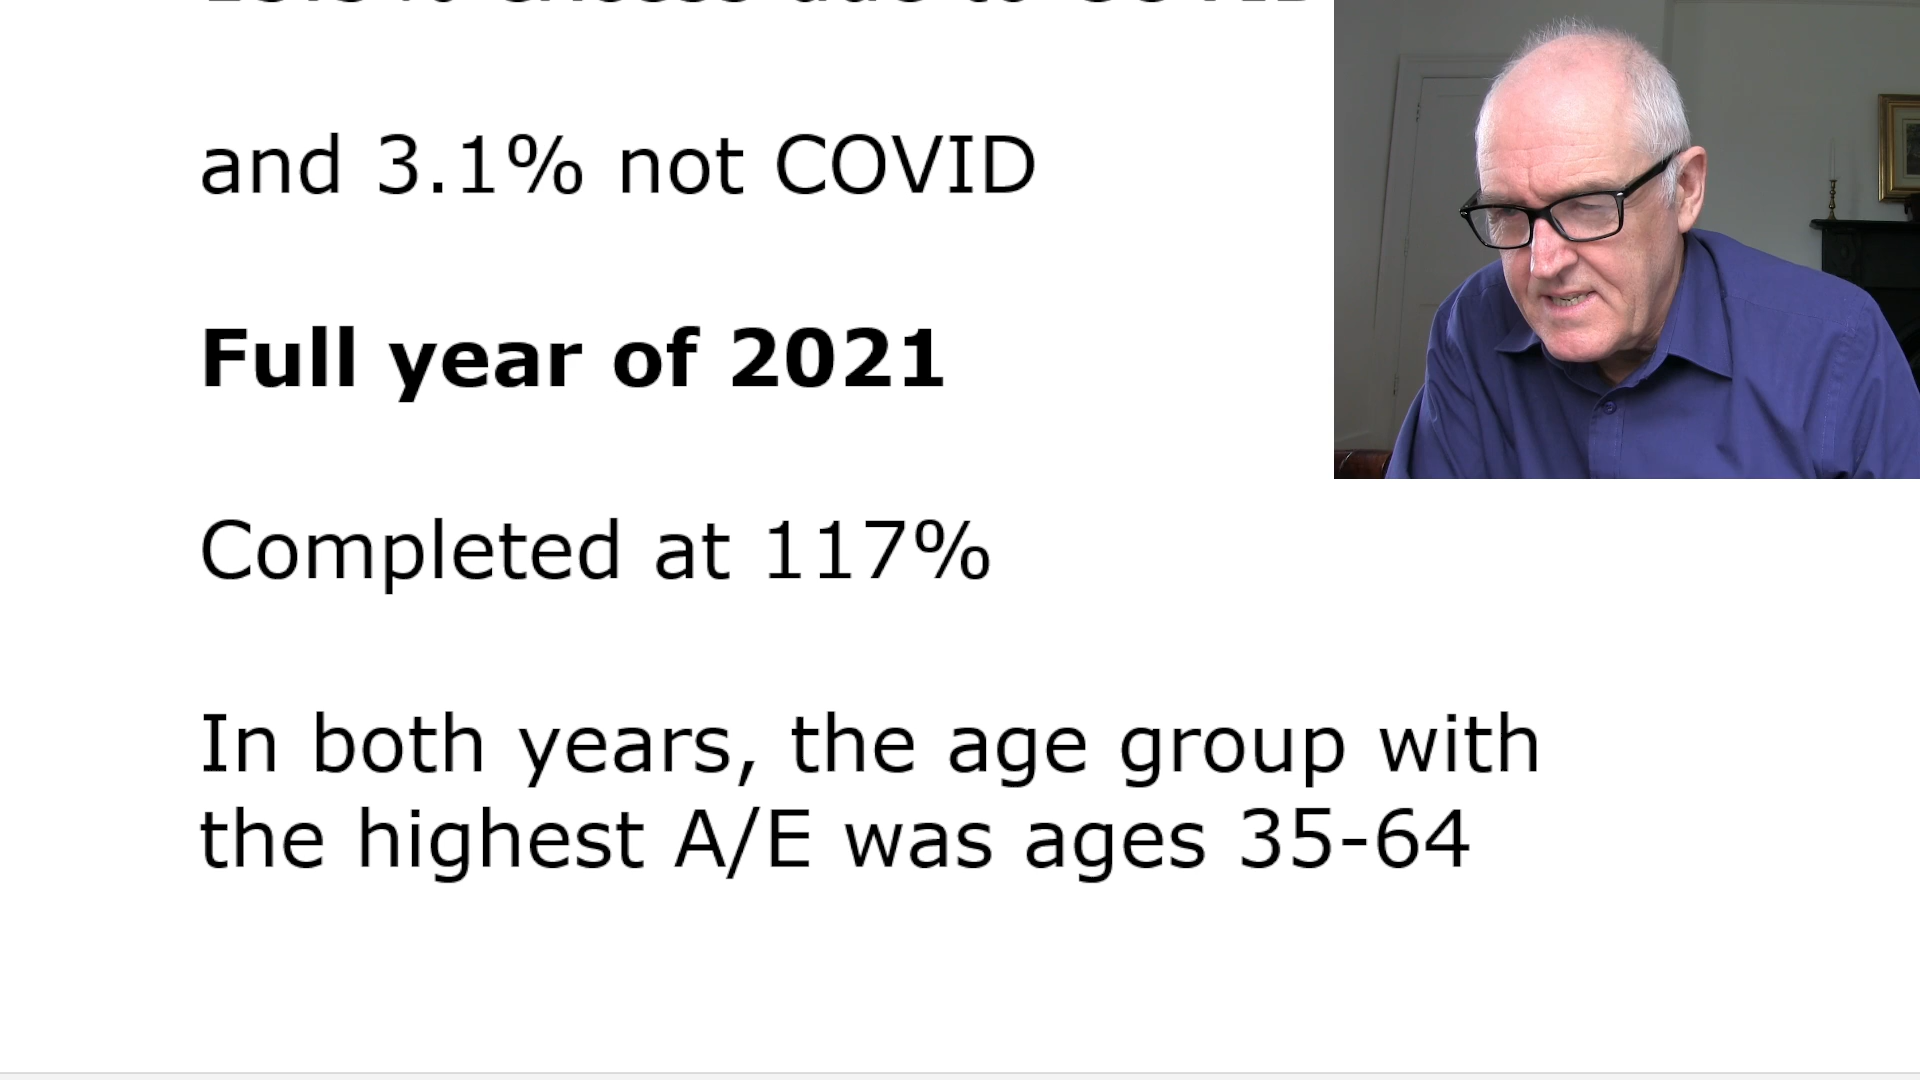 and 3.1% not COVID
Full year of 2021
Completed at 117%
In both years, the age group with
the highest A/E was ages 35-64